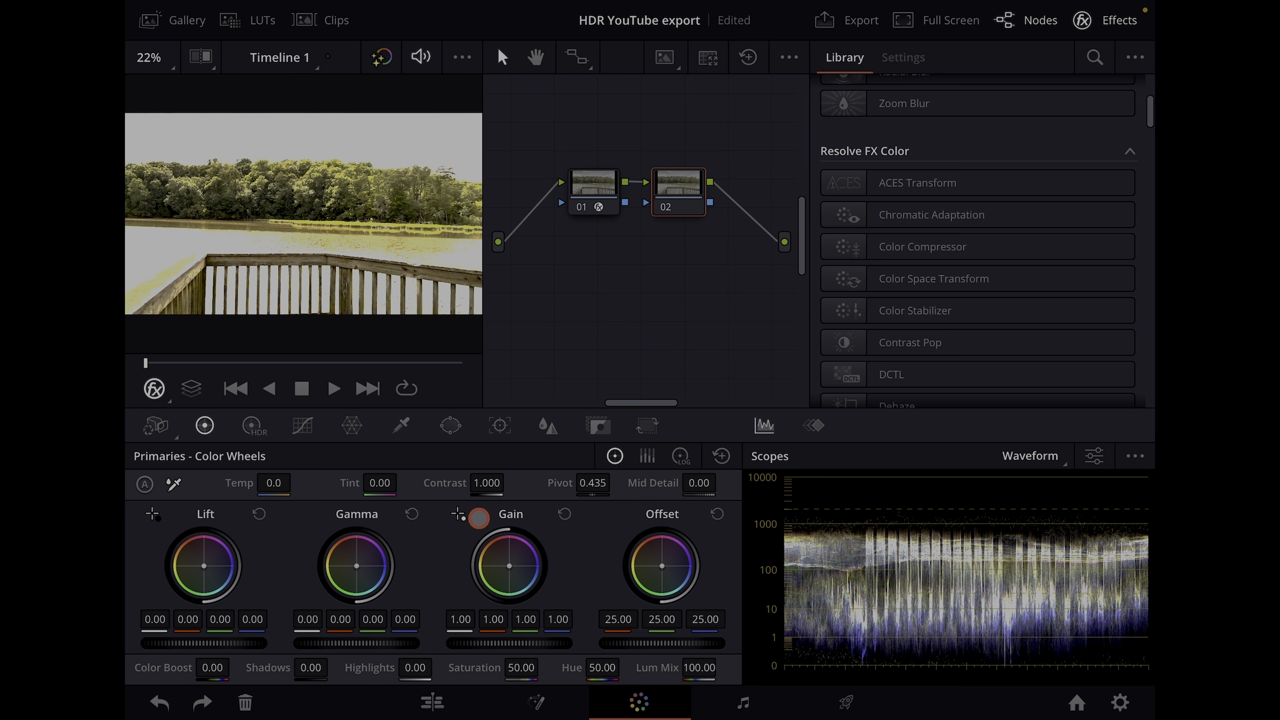 Gallery LUTs Clips HDR YouTube export Edited Export Full Screen Nodes Effects
22% Timeline 1 Library Settings
Zoom Blur
Resolve FX Color
ACES ACES Transform
Chromatic Adaptation
Color Compressor
Color Space Transform
Color Stabilizer
Contrast Pop
DCTL DCTL
Dehaze
01
02
HDR
LOG
Primaries - Color Wheels Scopes Waveform
A Temp 0.0 Tint 0.00 Contrast 1.000 Pivot 0.435 Mid Detail 0.00
Lift Gamma Gain Offset
0.00 0.00 0.00 0.00 0.00 0.00 0.00 0.00 1.00 1.00 1.00 1.00 25.00 25.00 25.00
Color Boost 0.00 Shadows 0.00 Highlights 0.00 Saturation 50.00 Hue 50.00 Lum Mix 100.00
10000
1000
100
10
1
0